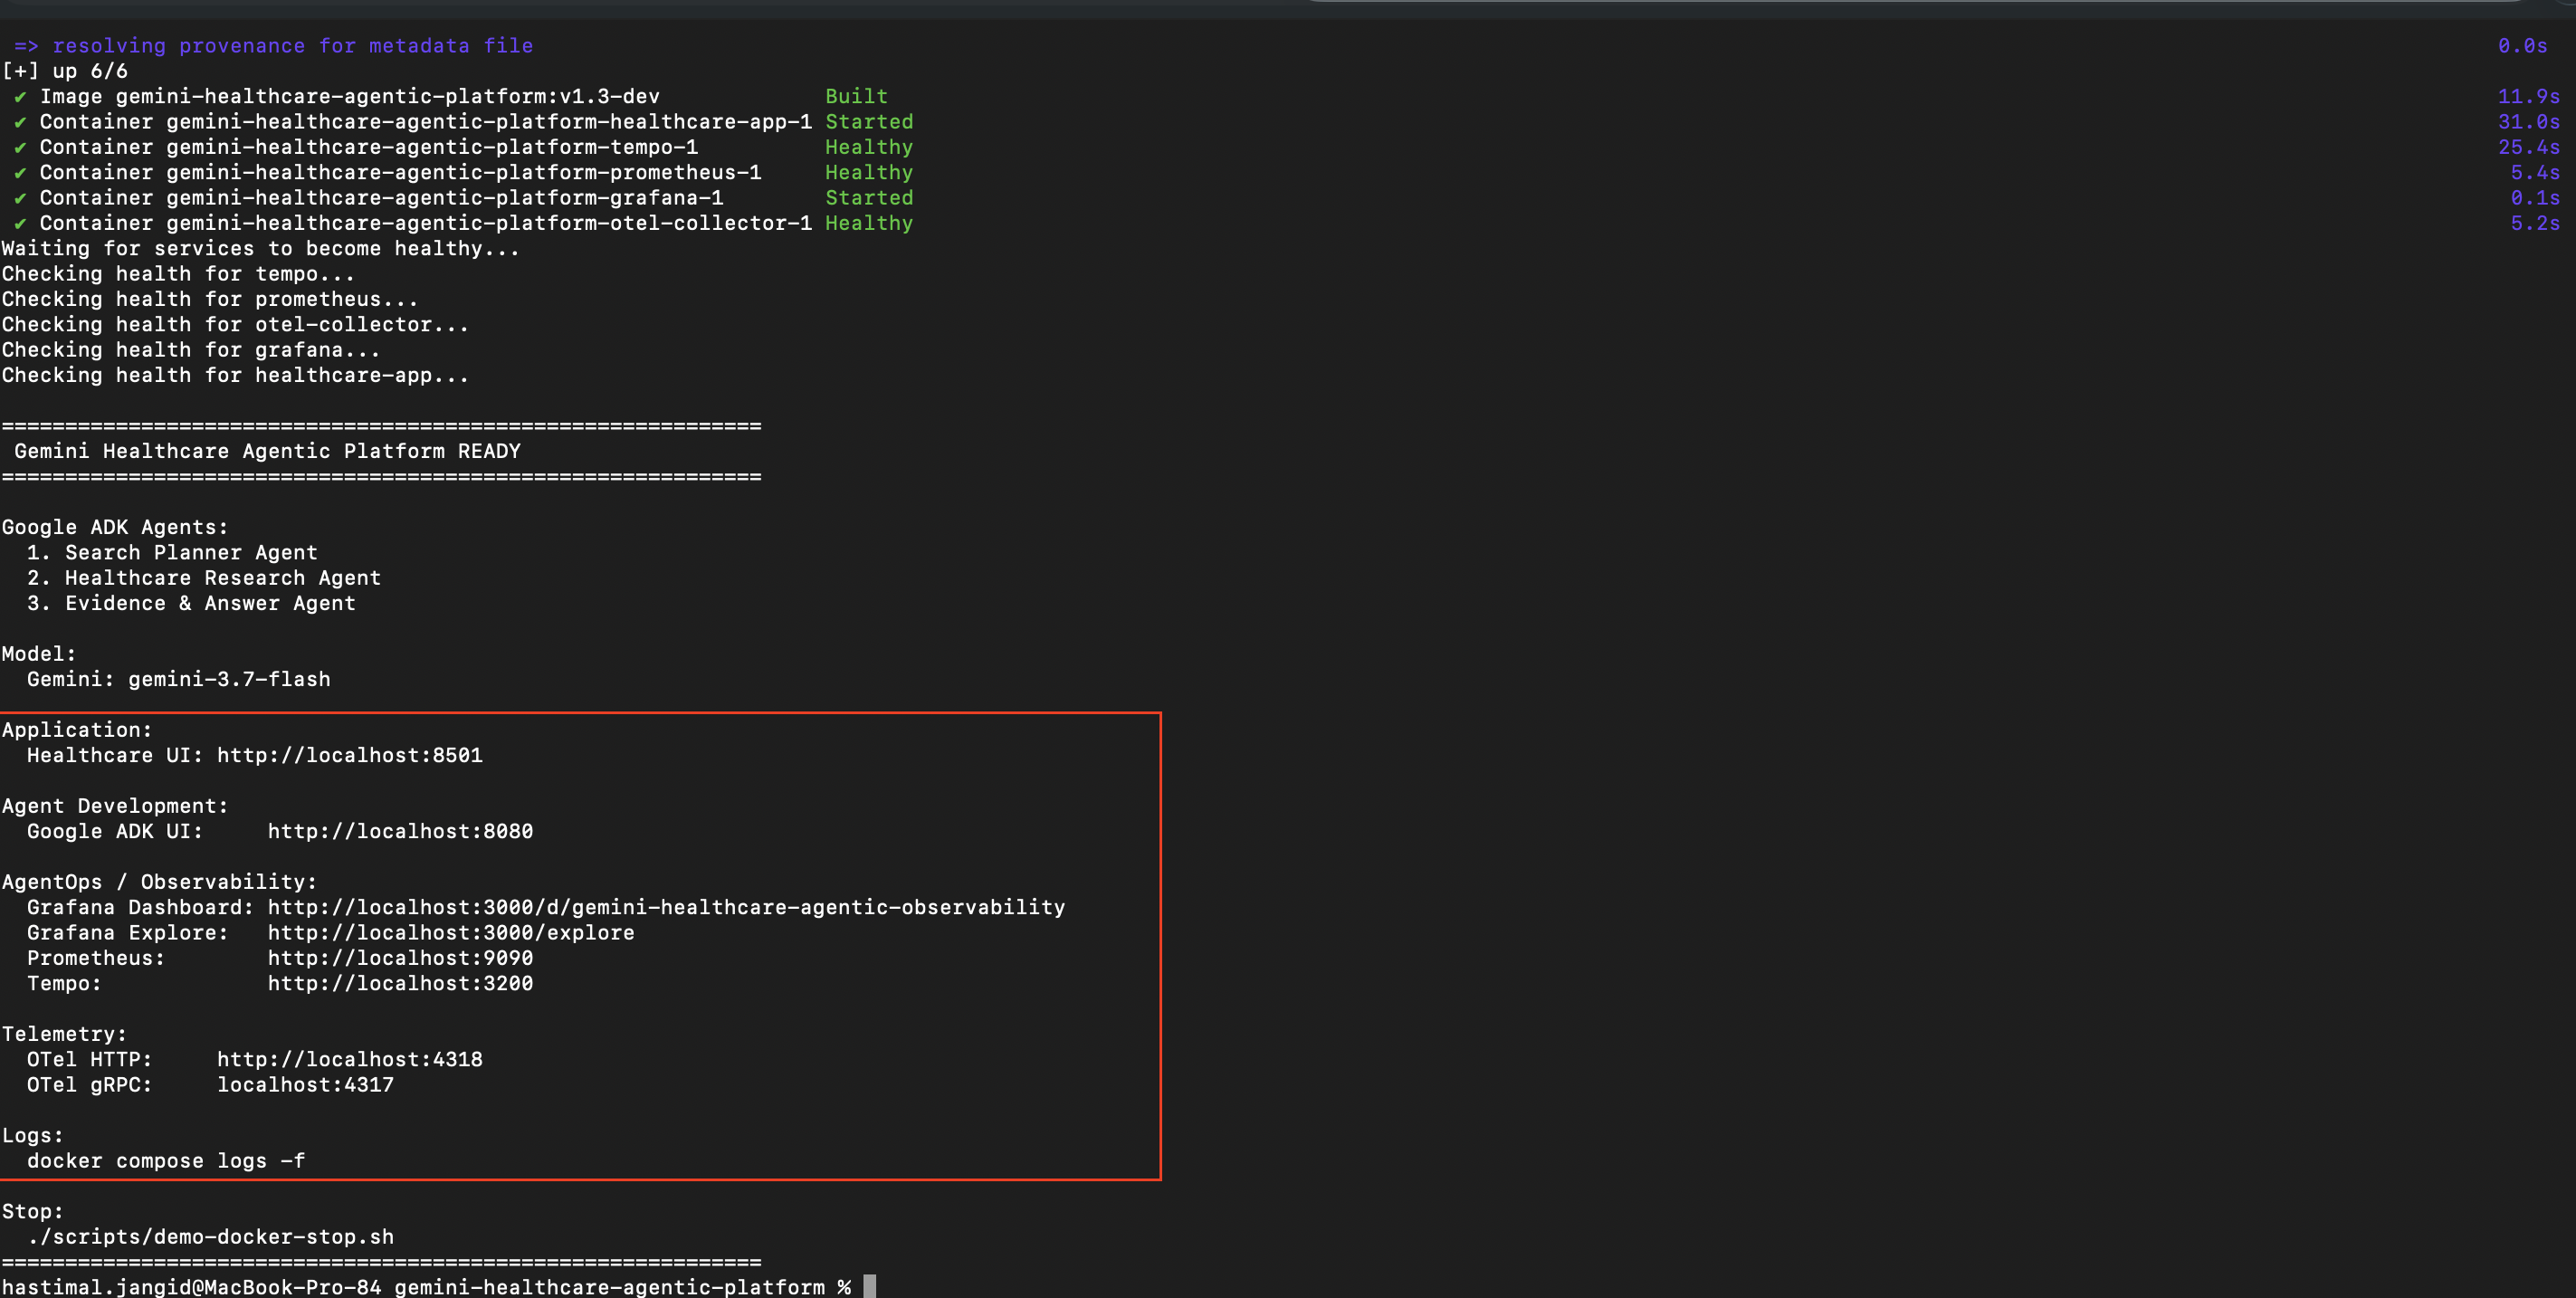 => resolving provenance for metadata file 0.0s
[+] up 6/6
✔ Image gemini-healthcare-agentic-platform:v1.3-dev Built 11.9s
✔ Container gemini-healthcare-agentic-platform-healthcare-app-1 Started 31.0s
✔ Container gemini-healthcare-agentic-platform-tempo-1 Healthy 25.4s
✔ Container gemini-healthcare-agentic-platform-prometheus-1 Healthy 5.4s
✔ Container gemini-healthcare-agentic-platform-grafana-1 Started 0.1s
✔ Container gemini-healthcare-agentic-platform-otel-collector-1 Healthy 5.2s
Waiting for services to become healthy...
Checking health for tempo...
Checking health for prometheus...
Checking health for otel-collector...
Checking health for grafana...
Checking health for healthcare-app...
============================================================
Gemini Healthcare Agentic Platform READY
============================================================
Google ADK Agents:
1. Search Planner Agent
2. Healthcare Research Agent
3. Evidence & Answer Agent
Model:
Gemini: gemini-3.7-flash
Application:
Healthcare UI: http://localhost:8501
Agent Development:
Google ADK UI: http://localhost:8080
AgentOps / Observability:
Grafana Dashboard: http://localhost:3000/d/gemini-healthcare-agentic-observability
Grafana Explore: http://localhost:3000/explore
Prometheus: http://localhost:9090
Tempo: http://localhost:3200
Telemetry:
OTel HTTP: http://localhost:4318
OTel gRPC: localhost:4317
Logs:
docker compose logs -f
Stop:
./scripts/demo-docker-stop.sh
============================================================
hastimal.jangid@MacBook-Pro-84 gemini-healthcare-agentic-platform %